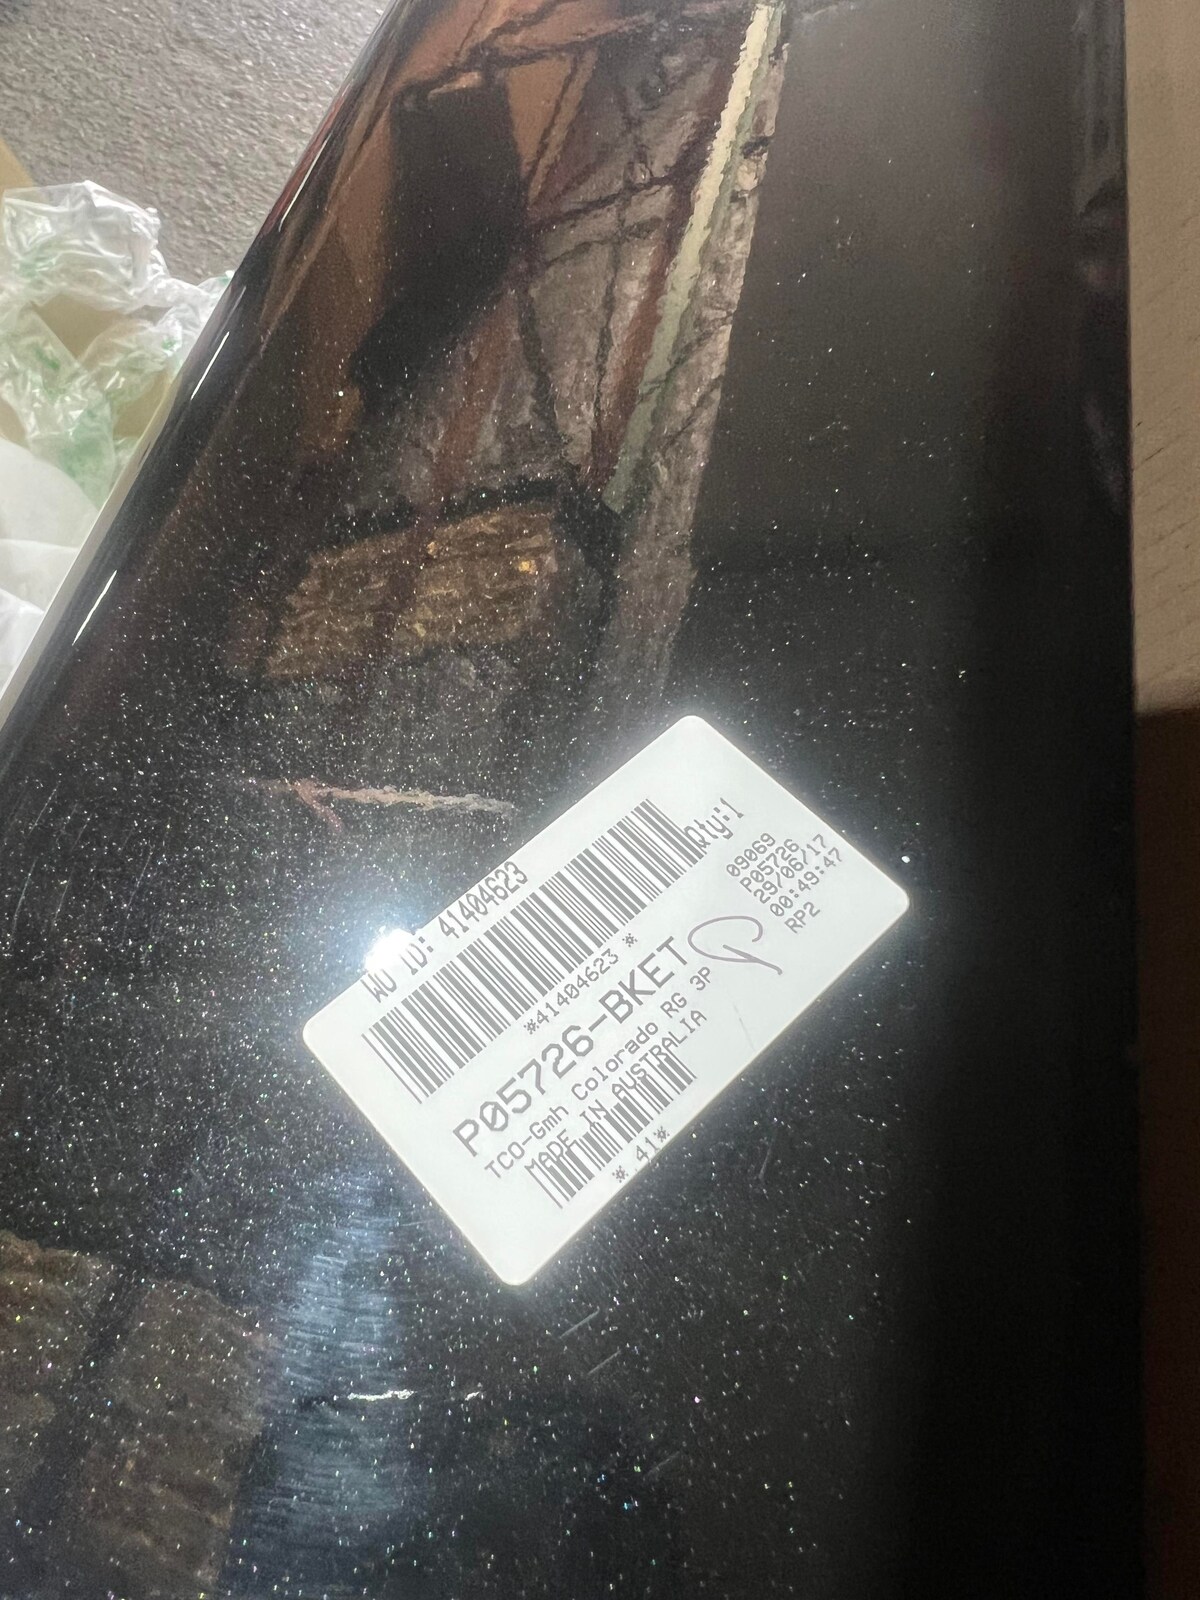 WO ID: 41404623
Qty:1
*41404623*
P05726-BKET
TCO-Gmh Colorado RG 3P
MADE IN AUSTRALIA
*41*
09069
P05726
29/06/17
00:49:47
RP2